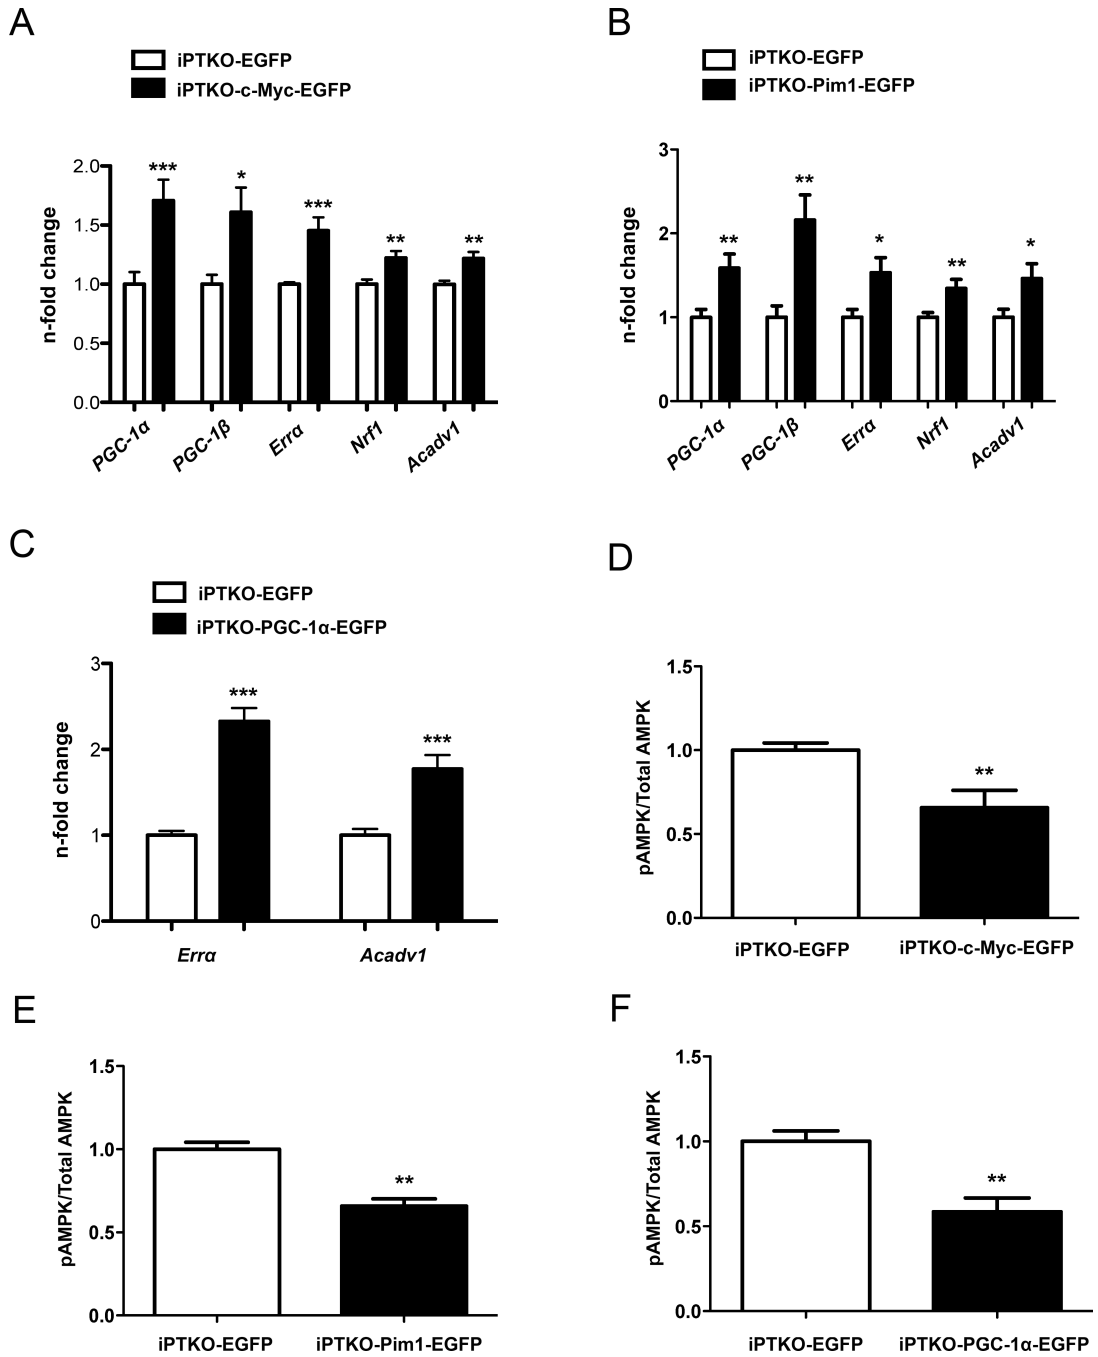 A
iPTKO-EGFP
iPTKO-c-Myc-EGFP
n-fold change
2.0
1.5
1.0
0.5
0.0
***
*
***
**
**
PGC-1α
PGC-1β
Errα
Nrf1
Acadv1
B
iPTKO-EGFP
iPTKO-Pim1-EGFP
n-fold change
3
2
1
0
**
**
*
**
*
PGC-1α
PGC-1β
Errα
Nrf1
Acadv1
C
iPTKO-EGFP
iPTKO-PGC-1α-EGFP
n-fold change
3
2
1
0
***
***
Errα
Acadv1
D
pAMPK/Total AMPK
1.5
1.0
0.5
0.0
**
iPTKO-EGFP
iPTKO-c-Myc-EGFP
E
pAMPK/Total AMPK
1.5
1.0
0.5
0.0
**
iPTKO-EGFP
iPTKO-Pim1-EGFP
F
pAMPK/Total AMPK
1.5
1.0
0.5
0.0
**
iPTKO-EGFP
iPTKO-PGC-1α-EGFP